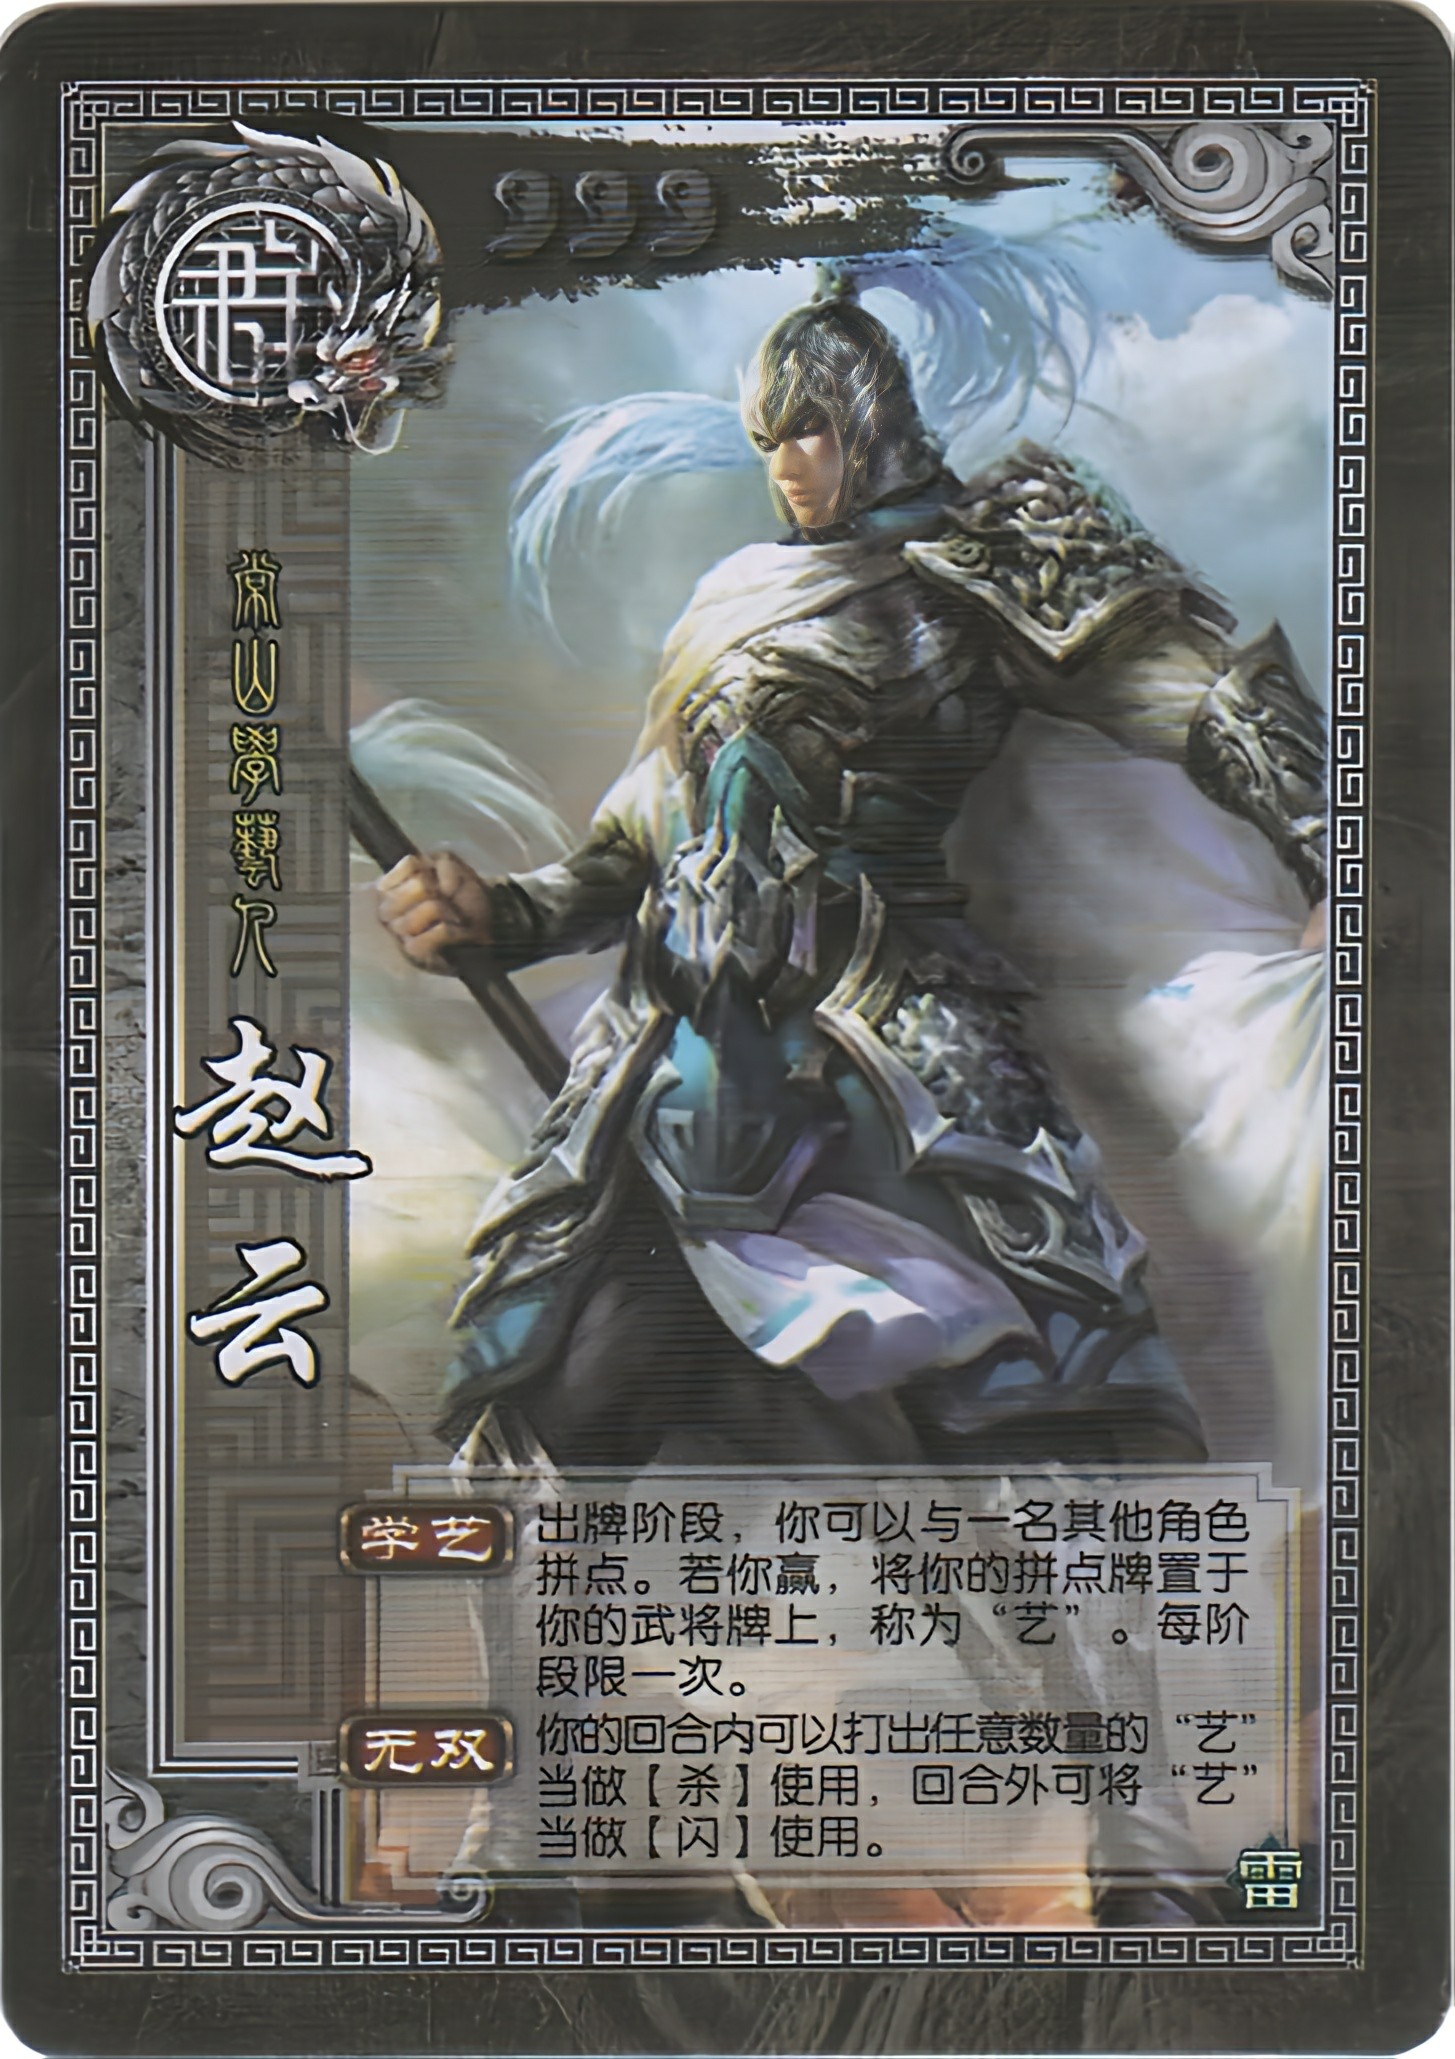 群
999
常山學藝人
赵云
学艺
出牌阶段，你可以与一名其他角色
拼点。若你赢，将你的拼点牌置于
你的武将牌上，称为“艺”。每阶
段限一次。
无双
你的回合内可以打出任意数量的“艺”
当做【杀】使用，回合外可将“艺”
当做【闪】使用。
雷